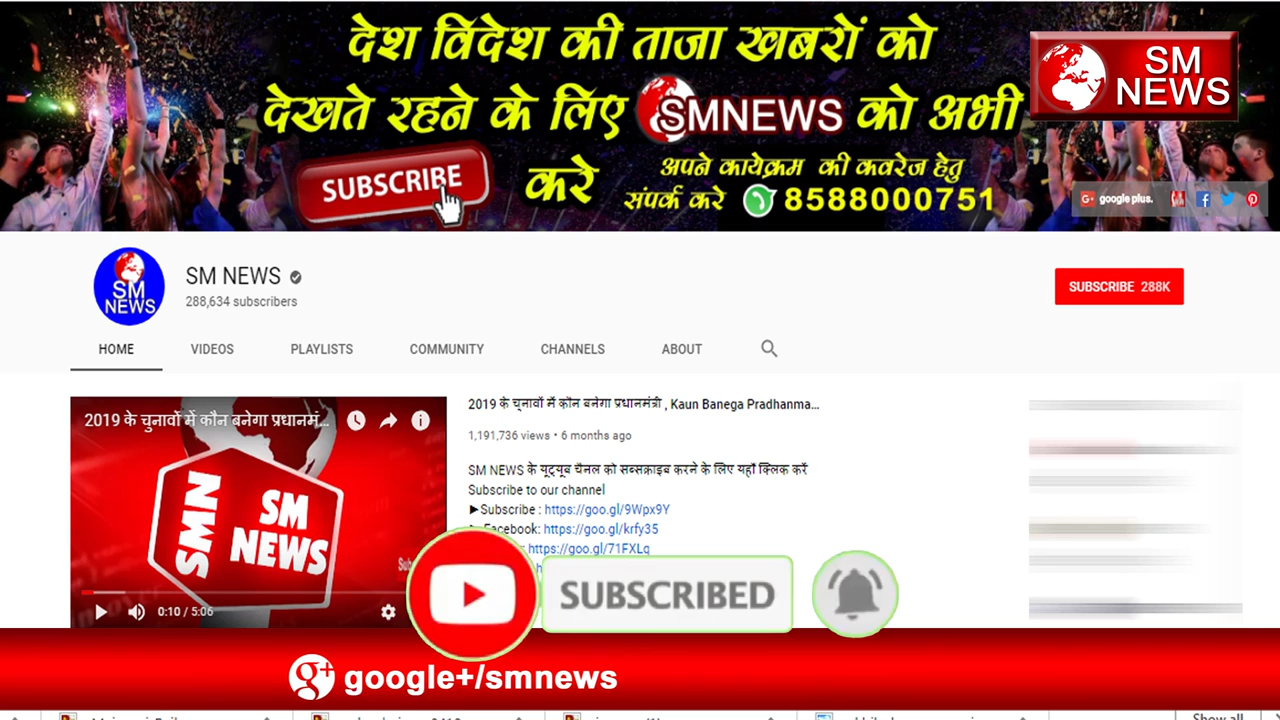 देश विदेश की ताजा खबरों को
देखते रहने के लिए SMNEWS को अभी
SUBSCRIBE करे
अपने कार्यक्रम की कवरेज हेतु
संपर्क करे 8588000751
SM
NEWS
google plus.
SM
NEWS
SM NEWS
288,634 subscribers
SUBSCRIBE 288K
HOME VIDEOS PLAYLISTS COMMUNITY CHANNELS ABOUT
2019 के चुनावों में कौन बनेगा प्रधानमं...
SMN
SM
NEWS
0:10 / 5:06
2019 के चुनावों में कौन बनेगा प्रधानमंत्री , Kaun Banega Pradhanma...
1,191,736 views • 6 months ago
SM NEWS के यूट्यूब चैनल को सब्सक्राइब करने के लिए यहाँ क्लिक करें
Subscribe to our channel
►Subscribe : https://goo.gl/9Wpx9Y
Facebook: https://goo.gl/krfy35
https://goo.gl/71FXLg
SUBSCRIBED
g+ google+/smnews
Show all